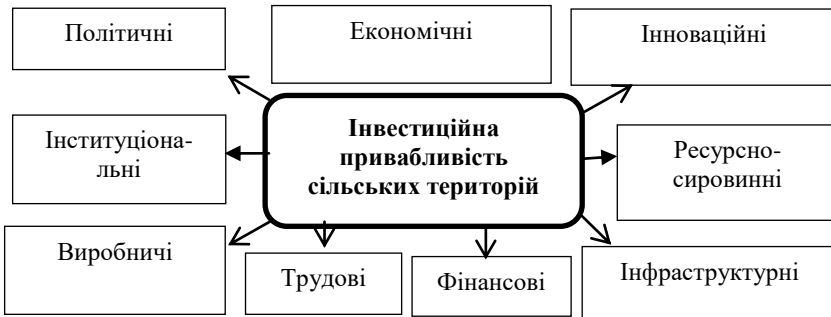 Політичні
Економічні
Інноваційні
Інституціона-
льні
Інвестиційна
привабливість
сільських територій
Ресурсно-
сировинні
Виробничі
Трудові
Фінансові
Інфраструктурні